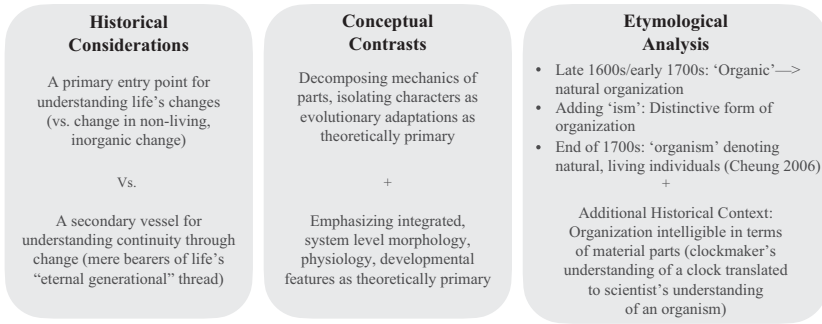 Historical
Considerations
A primary entry point for
understanding life's changes
(vs. change in non-living,
inorganic change)
Vs.
A secondary vessel for
understanding continuity through
change (mere bearers of life's
“eternal generational” thread)
Conceptual
Contrasts
Decomposing mechanics of
parts, isolating characters as
evolutionary adaptations as
theoretically primary
+
Emphasizing integrated,
system level morphology,
physiology, developmental
features as theoretically primary
Etymological
Analysis
• Late 1600s/early 1700s: ‘Organic’—>
natural organization
• Adding ‘ism’: Distinctive form of
organization
• End of 1700s: ‘organism’ denoting
natural, living individuals (Cheung 2006)
+
Additional Historical Context:
Organization intelligible in terms
of material parts (clockmaker’s
understanding of a clock translated
to scientist’s understanding
of an organism)